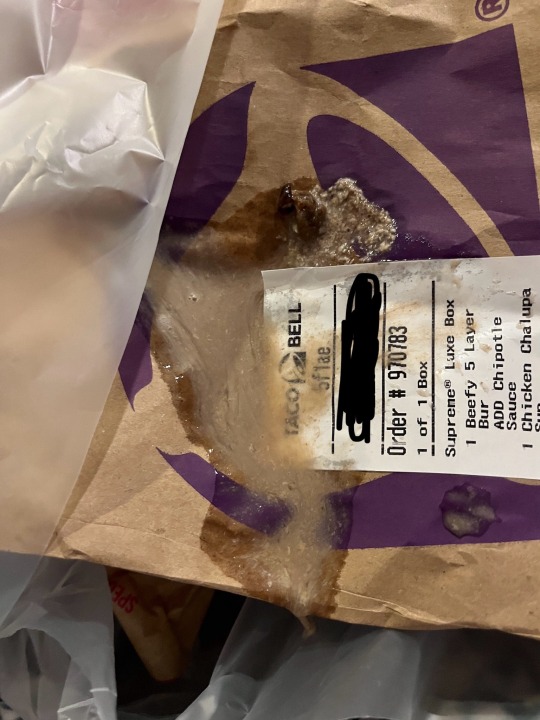 ®
TACO BELL
5f1ae
Order # 970783
1 of 1 Box
Supreme® Luxe Box
1 Beefy 5 Layer
Bur
ADD Chipotle
Sauce
1 Chicken Chalupa
Sup